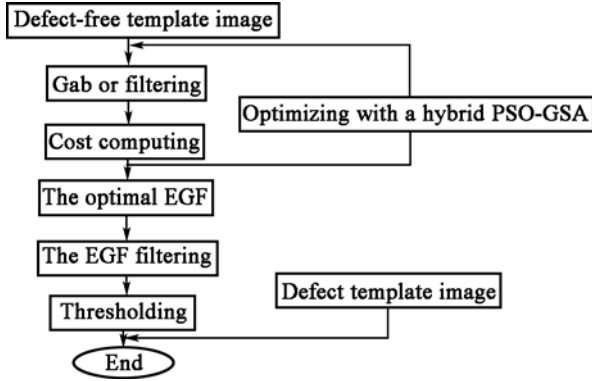 Defect-free template image
Gab or filtering
Optimizing with a hybrid PSO-GSA
Cost computing
The optimal EGF
The EGF filtering
Defect template image
Thresholding
End